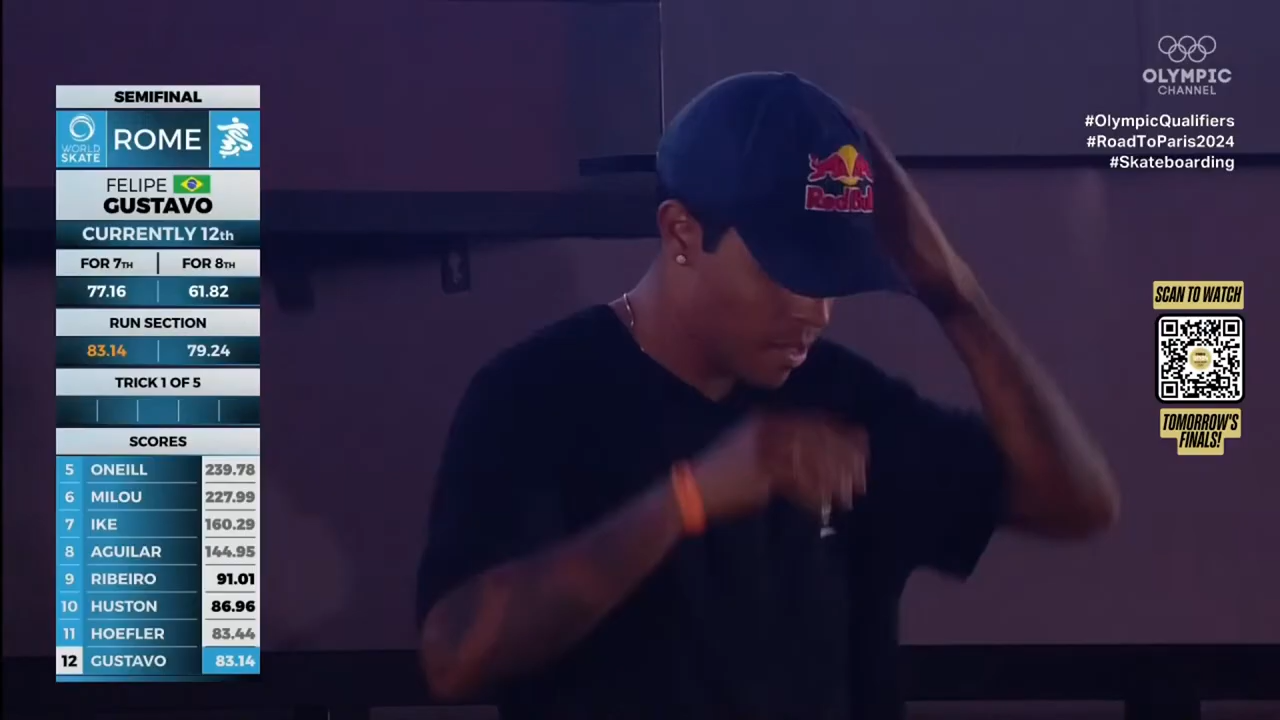 SEMIFINAL
WORLD SKATE
ROME
FELIPE
GUSTAVO
CURRENTLY 12th
FOR 7TH FOR 8TH
77.16 61.82
RUN SECTION
83.14 79.24
TRICK 1 OF 5
SCORES
5 ONEILL 239.78
6 MILOU 227.99
7 IKE 160.29
8 AGUILAR 144.95
9 RIBEIRO 91.01
10 HUSTON 86.96
11 HOEFLER 83.44
12 GUSTAVO 83.14
Red Bull
OLYMPIC
CHANNEL
#OlympicQualifiers
#RoadToParis2024
#Skateboarding
SCAN TO WATCH
TOMORROW'S
FINALS!